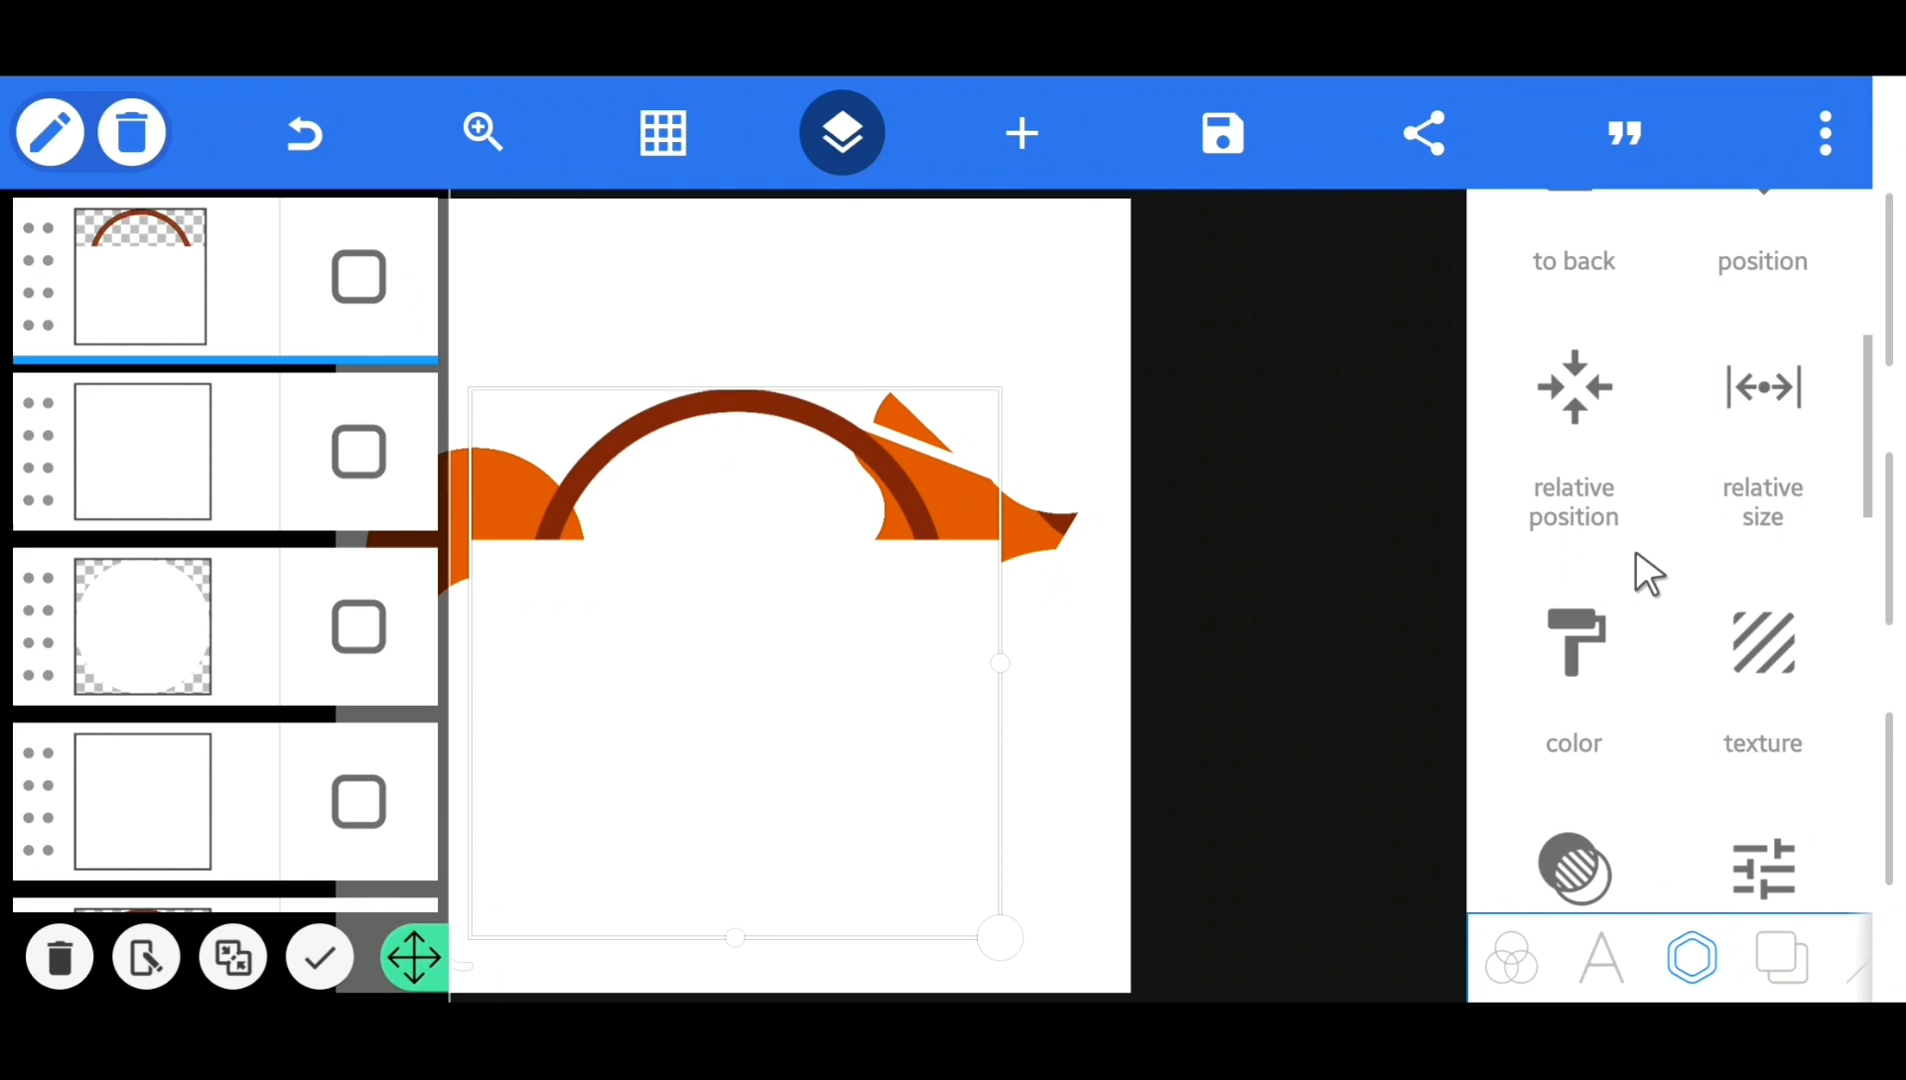 to back
position
relative
position
relative
size
color
texture